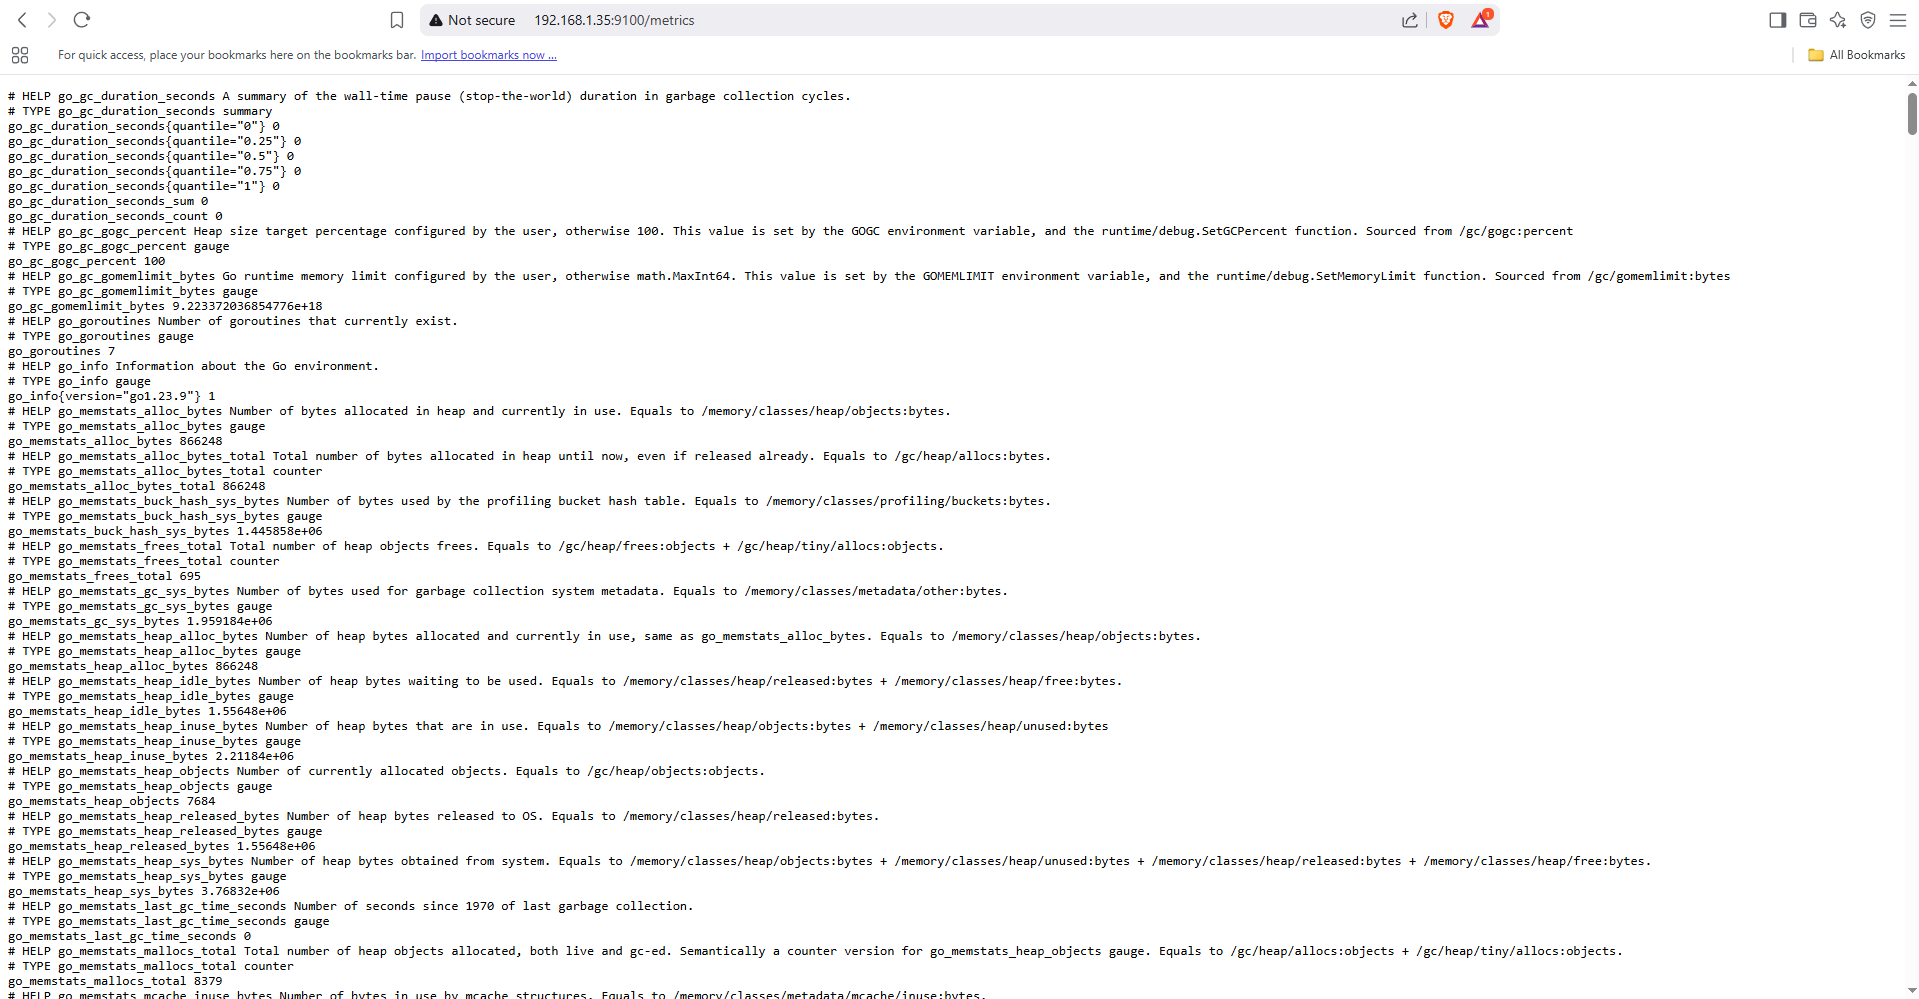 Not secure 192.168.1.35:9100/metrics 1
For quick access, place your bookmarks here on the bookmarks bar. Import bookmarks now ... All Bookmarks
# HELP go_gc_duration_seconds A summary of the wall-time pause (stop-the-world) duration in garbage collection cycles.
# TYPE go_gc_duration_seconds summary
go_gc_duration_seconds{quantile="0"} 0
go_gc_duration_seconds{quantile="0.25"} 0
go_gc_duration_seconds{quantile="0.5"} 0
go_gc_duration_seconds{quantile="0.75"} 0
go_gc_duration_seconds{quantile="1"} 0
go_gc_duration_seconds_sum 0
go_gc_duration_seconds_count 0
# HELP go_gc_gogc_percent Heap size target percentage configured by the user, otherwise 100. This value is set by the GOGC environment variable, and the runtime/debug.SetGCPercent function. Sourced from /gc/gogc:percent
# TYPE go_gc_gogc_percent gauge
go_gc_gogc_percent 100
# HELP go_gc_gomemlimit_bytes Go runtime memory limit configured by the user, otherwise math.MaxInt64. This value is set by the GOMEMLIMIT environment variable, and the runtime/debug.SetMemoryLimit function. Sourced from /gc/gomemlimit:bytes
# TYPE go_gc_gomemlimit_bytes gauge
go_gc_gomemlimit_bytes 9.223372036854776e+18
# HELP go_goroutines Number of goroutines that currently exist.
# TYPE go_goroutines gauge
go_goroutines 7
# HELP go_info Information about the Go environment.
# TYPE go_info gauge
go_info{version="go1.23.9"} 1
# HELP go_memstats_alloc_bytes Number of bytes allocated in heap and currently in use. Equals to /memory/classes/heap/objects:bytes.
# TYPE go_memstats_alloc_bytes gauge
go_memstats_alloc_bytes 866248
# HELP go_memstats_alloc_bytes_total Total number of bytes allocated in heap until now, even if released already. Equals to /gc/heap/allocs:bytes.
# TYPE go_memstats_alloc_bytes_total counter
go_memstats_alloc_bytes_total 866248
# HELP go_memstats_buck_hash_sys_bytes Number of bytes used by the profiling bucket hash table. Equals to /memory/classes/profiling/buckets:bytes.
# TYPE go_memstats_buck_hash_sys_bytes gauge
go_memstats_buck_hash_sys_bytes 1.445858e+06
# HELP go_memstats_frees_total Total number of heap objects frees. Equals to /gc/heap/frees:objects + /gc/heap/tiny/allocs:objects.
# TYPE go_memstats_frees_total counter
go_memstats_frees_total 695
# HELP go_memstats_gc_sys_bytes Number of bytes used for garbage collection system metadata. Equals to /memory/classes/metadata/other:bytes.
# TYPE go_memstats_gc_sys_bytes gauge
go_memstats_gc_sys_bytes 1.959184e+06
# HELP go_memstats_heap_alloc_bytes Number of heap bytes allocated and currently in use, same as go_memstats_alloc_bytes. Equals to /memory/classes/heap/objects:bytes.
# TYPE go_memstats_heap_alloc_bytes gauge
go_memstats_heap_alloc_bytes 866248
# HELP go_memstats_heap_idle_bytes Number of heap bytes waiting to be used. Equals to /memory/classes/heap/released:bytes + /memory/classes/heap/free:bytes.
# TYPE go_memstats_heap_idle_bytes gauge
go_memstats_heap_idle_bytes 1.55648e+06
# HELP go_memstats_heap_inuse_bytes Number of heap bytes that are in use. Equals to /memory/classes/heap/objects:bytes + /memory/classes/heap/unused:bytes
# TYPE go_memstats_heap_inuse_bytes gauge
go_memstats_heap_inuse_bytes 2.21184e+06
# HELP go_memstats_heap_objects Number of currently allocated objects. Equals to /gc/heap/objects:objects.
# TYPE go_memstats_heap_objects gauge
go_memstats_heap_objects 7684
# HELP go_memstats_heap_released_bytes Number of heap bytes released to OS. Equals to /memory/classes/heap/released:bytes.
# TYPE go_memstats_heap_released_bytes gauge
go_memstats_heap_released_bytes 1.55648e+06
# HELP go_memstats_heap_sys_bytes Number of heap bytes obtained from system. Equals to /memory/classes/heap/objects:bytes + /memory/classes/heap/unused:bytes + /memory/classes/heap/released:bytes + /memory/classes/heap/free:bytes.
# TYPE go_memstats_heap_sys_bytes gauge
go_memstats_heap_sys_bytes 3.76832e+06
# HELP go_memstats_last_gc_time_seconds Number of seconds since 1970 of last garbage collection.
# TYPE go_memstats_last_gc_time_seconds gauge
go_memstats_last_gc_time_seconds 0
# HELP go_memstats_mallocs_total Total number of heap objects allocated, both live and gc-ed. Semantically a counter version for go_memstats_heap_objects gauge. Equals to /gc/heap/allocs:objects + /gc/heap/tiny/allocs:objects.
# TYPE go_memstats_mallocs_total counter
go_memstats_mallocs_total 8379
# HELP go_memstats_mcache_inuse_bytes Number of bytes in use by mcache structures. Equals to /memory/classes/metadata/mcache/inuse:bytes.